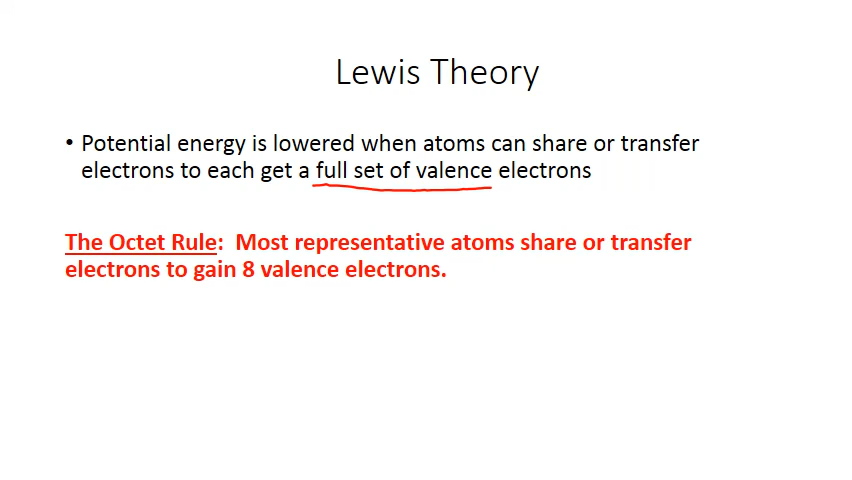 Lewis Theory
• Potential energy is lowered when atoms can share or transfer
electrons to each get a full set of valence electrons
The Octet Rule: Most representative atoms share or transfer
electrons to gain 8 valence electrons.